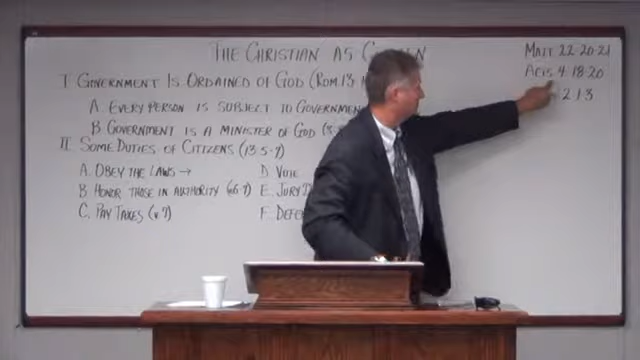 THE CHRISTIAN AS
I GOVERNMENT IS ORDAINED OF GOD (ROM 13
A. EVERY PERSON IS SUBJECT TO GOVERNMEN
B GOVERNMENT IS A MINISTER OF GOD
II SOME DUTIES OF CITIZENS (13:5-7)
A. OBEY THE LAWS → D. VOTE
B HONOR THOSE IN AUTHORITY E. JURY
C. PAY TAXES (v 7) F. DEFE
MATT 22:20-21
ACTS 4:18-20
2 13